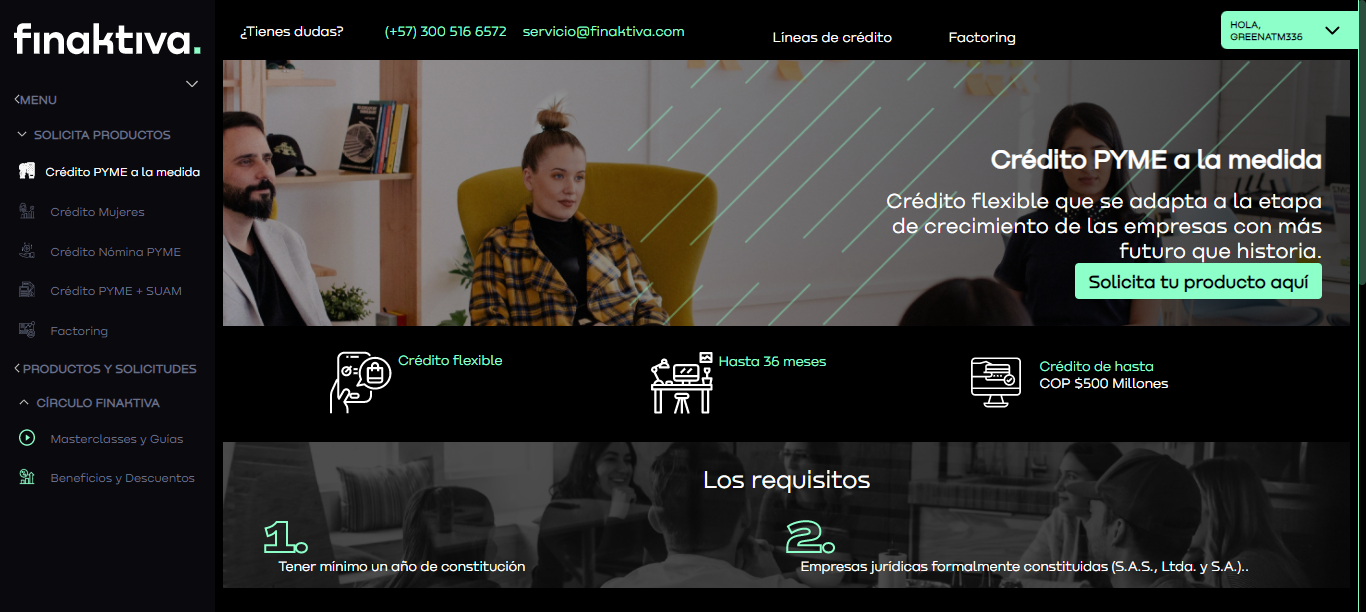 finaktiva.
¿Tienes dudas?
(+57) 300 516 6572
servicio@finaktiva.com
Líneas de crédito
Factoring
HOLA,
GREENATM336
MENU
SOLICITA PRODUCTOS
Crédito PYME a la medida
Crédito Mujeres
Crédito Nómina PYME
Crédito PYME + SUAM
Factoring
PRODUCTOS Y SOLICITUDES
CÍRCULO FINAKTIVA
Masterclasses y Guías
Beneficios y Descuentos
Crédito PYME a la medida
Crédito flexible que se adapta a la etapa
de crecimiento de las empresas con más
futuro que historia.
Solicita tu producto aquí
Crédito flexible
Hasta 36 meses
Crédito de hasta
COP $500 Millones
Los requisitos
1.
Tener mínimo un año de constitución
2.
Empresas jurídicas formalmente constituidas (S.A.S., Ltda. y S.A.)..